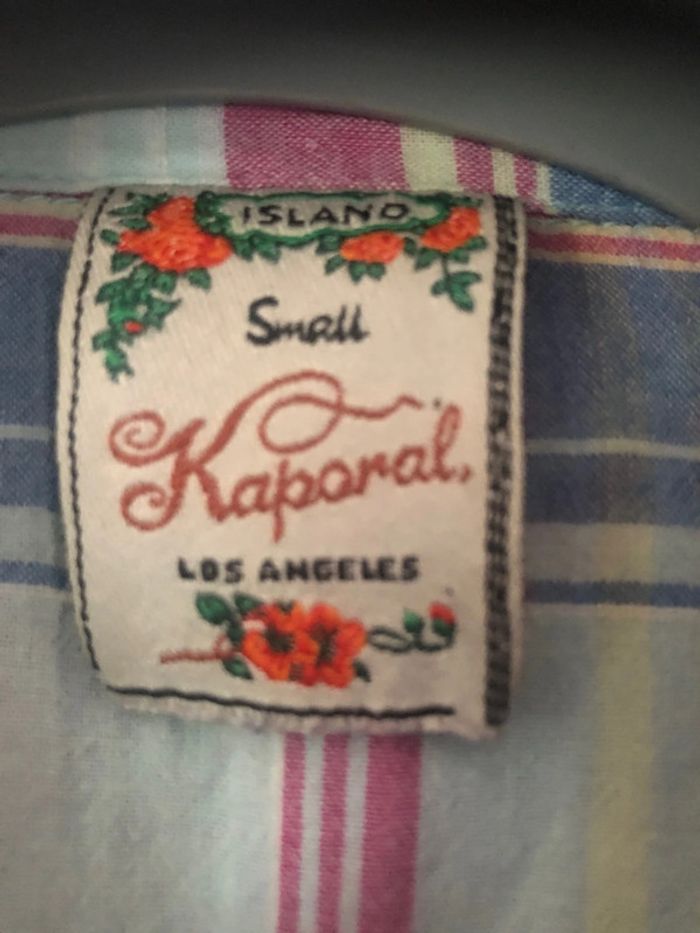 ISLAND
Small
Kaporal,
LOS ANGELES